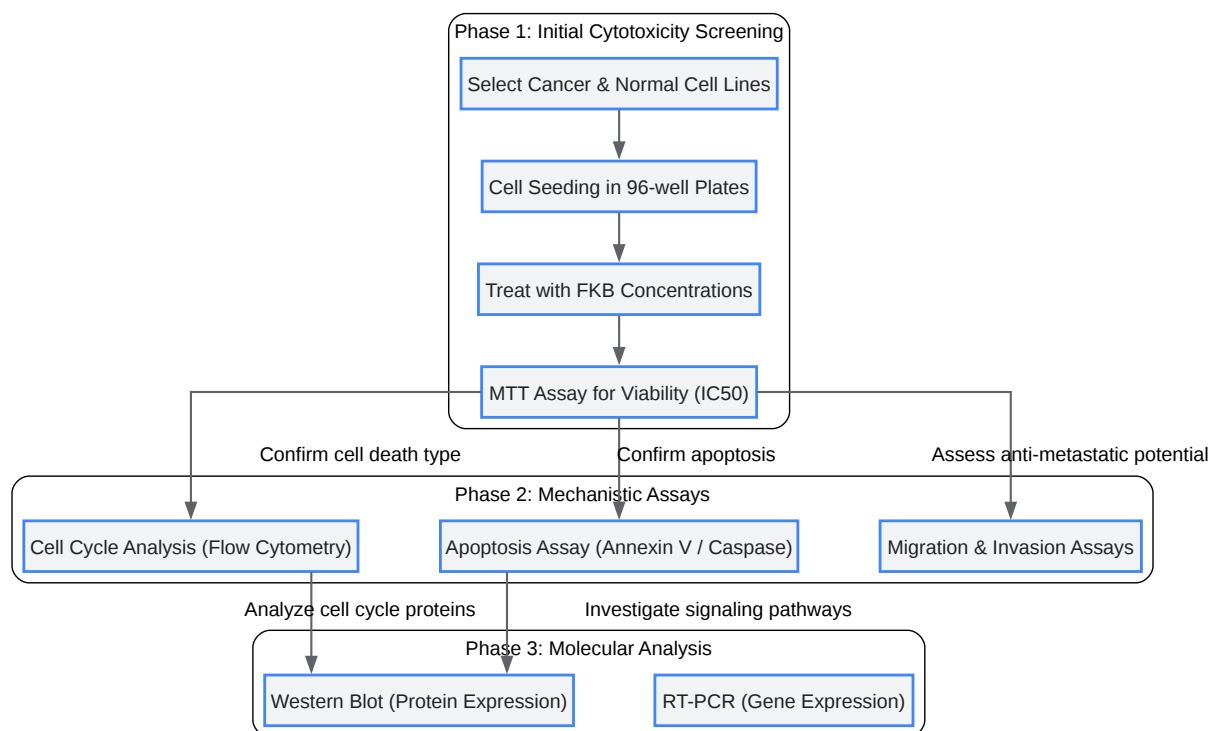 Phase 1: Initial Cytotoxicity Screening
Select Cancer & Normal Cell Lines
Cell Seeding in 96-well Plates
Treat with FKB Concentrations
MTT Assay for Viability (IC50)
Confirm cell death type
Confirm apoptosis
Assess anti-metastatic potential
Phase 2: Mechanistic Assays
Cell Cycle Analysis (Flow Cytometry)
Apoptosis Assay (Annexin V / Caspase)
Migration & Invasion Assays
Analyze cell cycle proteins
Investigate signaling pathways
Phase 3: Molecular Analysis
Western Blot (Protein Expression)
RT-PCR (Gene Expression)